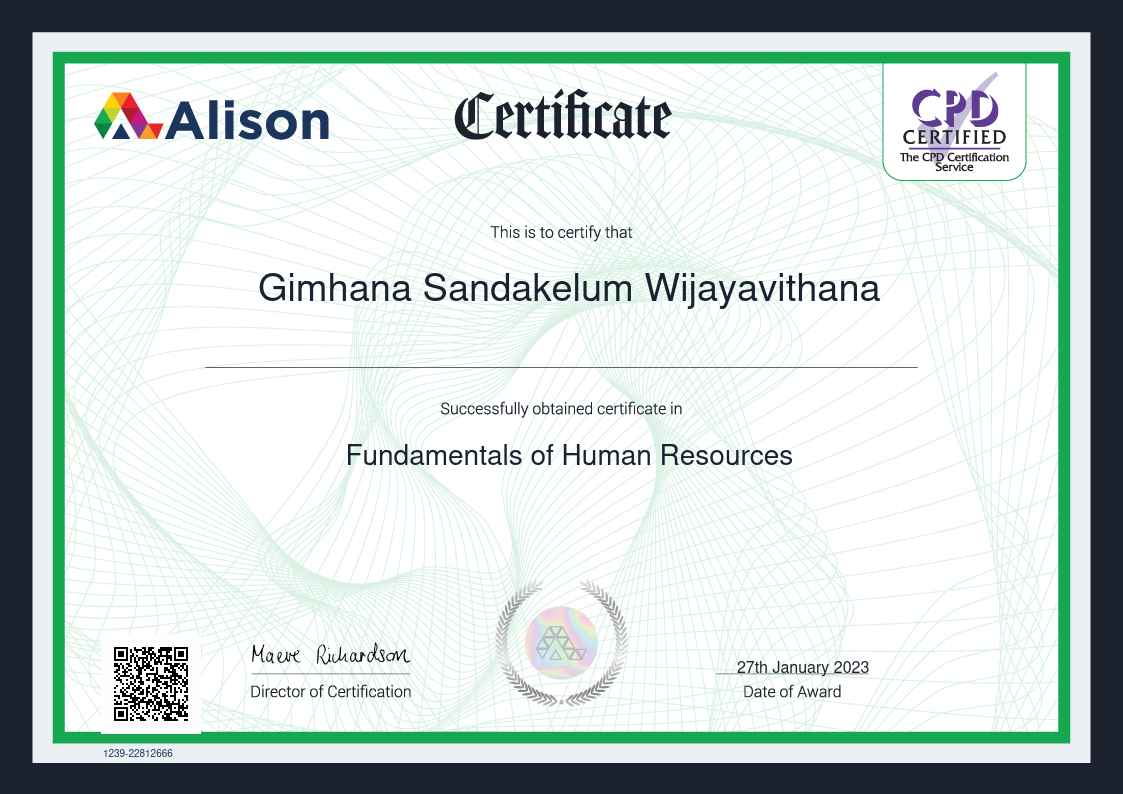 Alison
Certificate
CPD
CERTIFIED
The CPD Certification
Service
This is to certify that
Gimhana Sandakelum Wijayavithana
Successfully obtained certificate in
Fundamentals of Human Resources
Maeve Richardson
Director of Certification
27th January 2023
Date of Award
1239-22812666